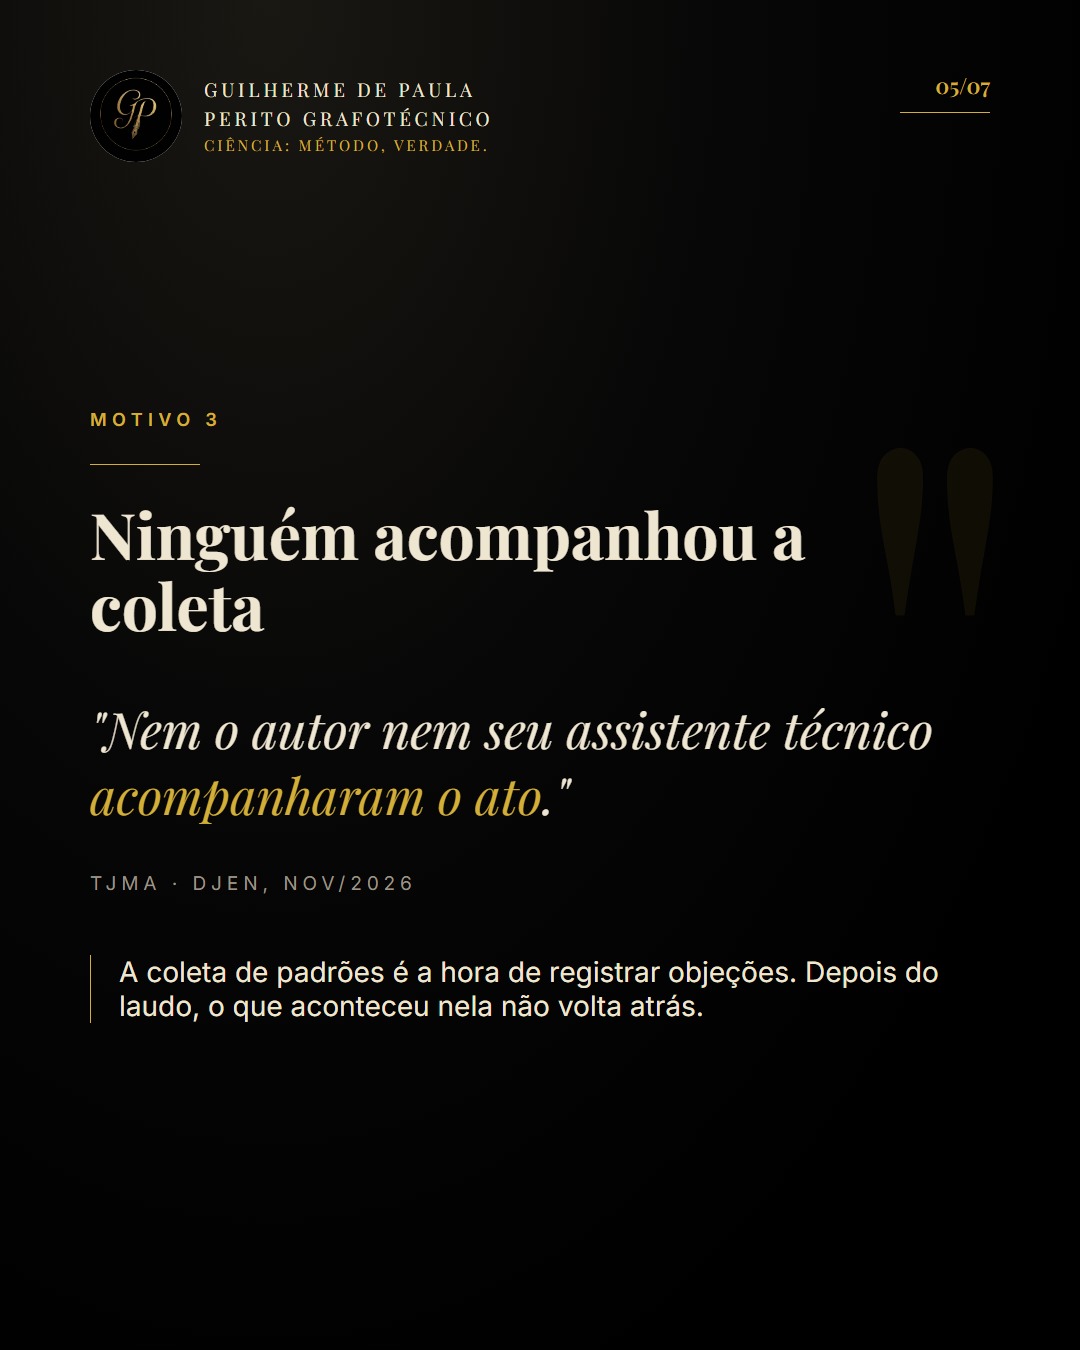 GP
GUILHERME DE PAULA
PERITO GRAFOTÉCNICO
CIÊNCIA: MÉTODO, VERDADE.
05/07
MOTIVO 3
Ninguém acompanhou a
coleta
"Nem o autor nem seu assistente técnico
acompanharam o ato."
TJMA · DJEN, NOV/2026
A coleta de padrões é a hora de registrar objeções. Depois do
laudo, o que aconteceu nela não volta atrás.